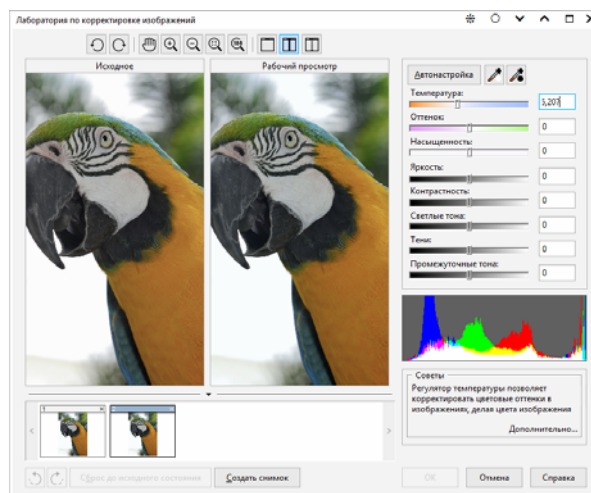 Лаборатория по корректировке изображений
Исходное
Рабочий просмотр
Автонастройка
Температура:
5,207
Оттенок:
0
Насыщенность:
0
Яркость:
0
Контрастность:
0
Светлые тона:
0
Тени:
0
Промежуточные тона:
0
Советы
Регулятор температуры позволяет
корректировать цветовые оттенки в
изображениях, делая цвета изображения
Дополнительно...
1
Сброс до исходного состояния
Создать снимок
OK
Отмена
Справка